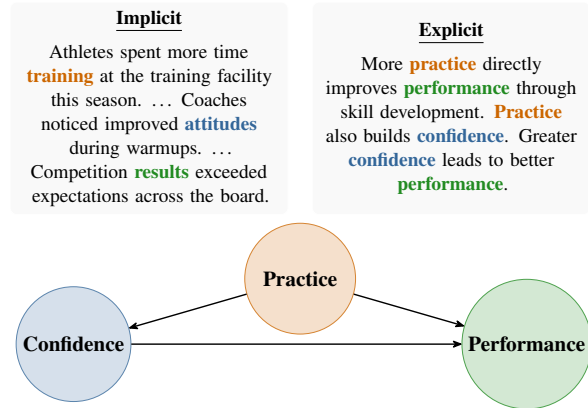 Implicit
Athletes spent more time
training at the training facility
this season. ... Coaches
noticed improved attitudes
during warmups. ...
Competition results exceeded
expectations across the board.
Explicit
More practice directly
improves performance through
skill development. Practice
also builds confidence. Greater
confidence leads to better
performance.
Practice
Confidence
Performance